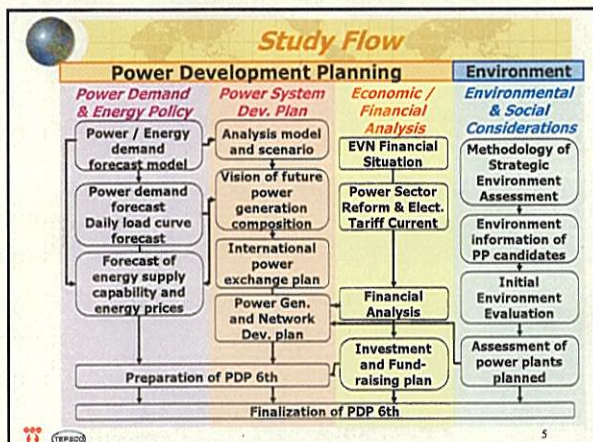 Study Flow
Power Development Planning
Environment
Power Demand
& Energy Policy
Power System
Dev. Plan
Economic /
Financial
Analysis
Environmental
& Social
Considerations
Power / Energy
demand
forecast model
Power demand
forecast
Daily load curve
forecast
Forecast of
energy supply
capability and
energy prices
Analysis model
and scenario
Vision of future
power
generation
composition
International
power
exchange plan
Power Gen.
and Network
Dev. plan
EVN Financial
Situation
Power Sector
Reform & Elect.
Tariff Current
Financial
Analysis
Investment
and Fund-
raising plan
Methodology of
Strategic
Environment
Assessment
Environment
information of
PP candidates
Initial
Environment
Evaluation
Assessment of
power plants
planned
Preparation of PDP 6th
Finalization of PDP 6th
TEPSCO
5